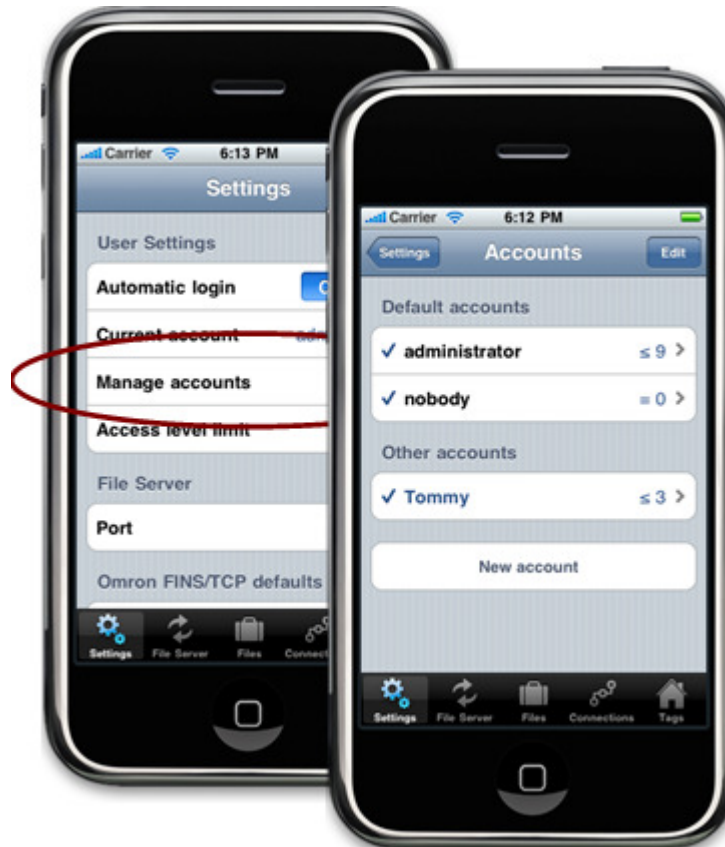 Carrier 6:13 PM
Settings
User Settings
Automatic login
Current account
Manage accounts
Access level limit
File Server
Port
Omron FINS/TCP defaults
Settings File Server Files Connect
Carrier 6:12 PM
Settings Accounts Edit
Default accounts
✓ administrator ≤ 9 >
✓ nobody = 0 >
Other accounts
✓ Tommy ≤ 3 >
New account
Settings File Server Files Connections Tags